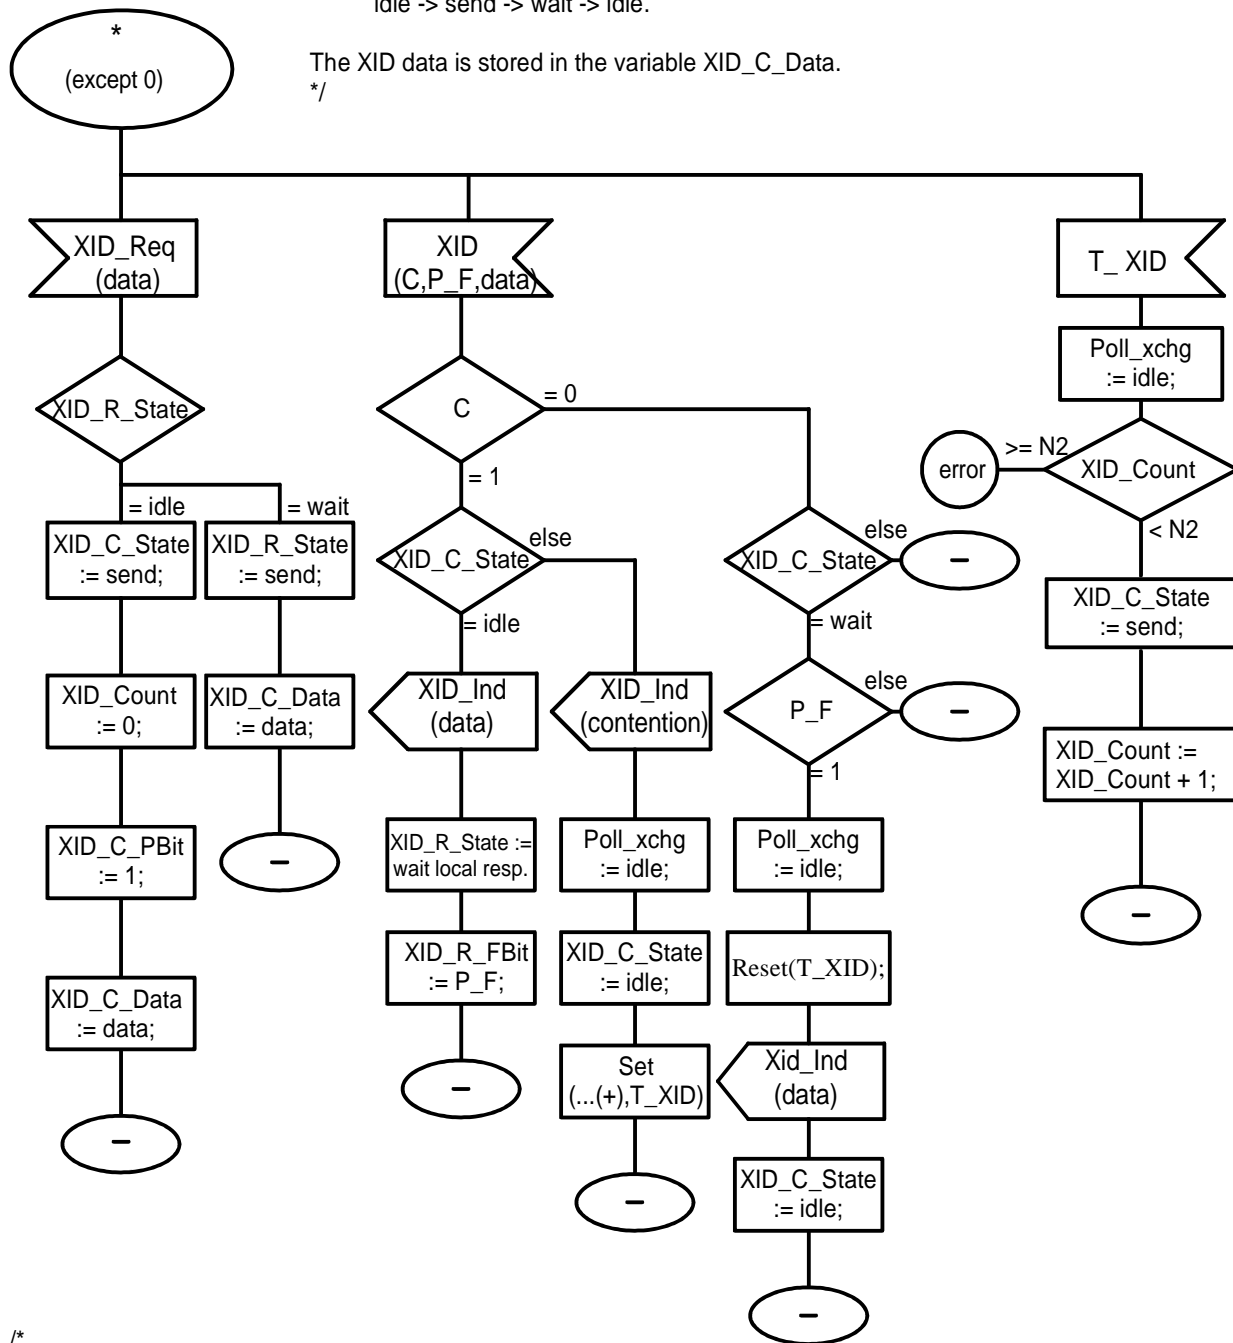 idle -> send -> wait -> idle.
The XID data is stored in the variable XID_C_Data.
*/
*
(except 0)
XID_Req
(data)
XID_R_State
= idle
= wait
XID_C_State
:= send;
XID_R_State
:= send;
XID_Count
:= 0;
XID_C_Data
:= data;
XID_C_PBit
:= 1;
–
XID_C_Data
:= data;
–
XID
(C,P_F,data)
C
= 0
= 1
XID_C_State
else
= idle
XID_Ind
(data)
XID_R_State :=
wait local resp.
XID_R_FBit
:= P_F;
–
XID_Ind
(contention)
Poll_xchg
:= idle;
XID_C_State
:= idle;
Set
(...(+),T_XID)
–
XID_C_State
else
–
= wait
P_F
else
–
= 1
Poll_xchg
:= idle;
Reset(T_XID);
Xid_Ind
(data)
XID_C_State
:= idle;
–
T_ XID
Poll_xchg
:= idle;
XID_Count
>= N2
error
< N2
XID_C_State
:= send;
XID_Count :=
XID_Count + 1;
–
/*